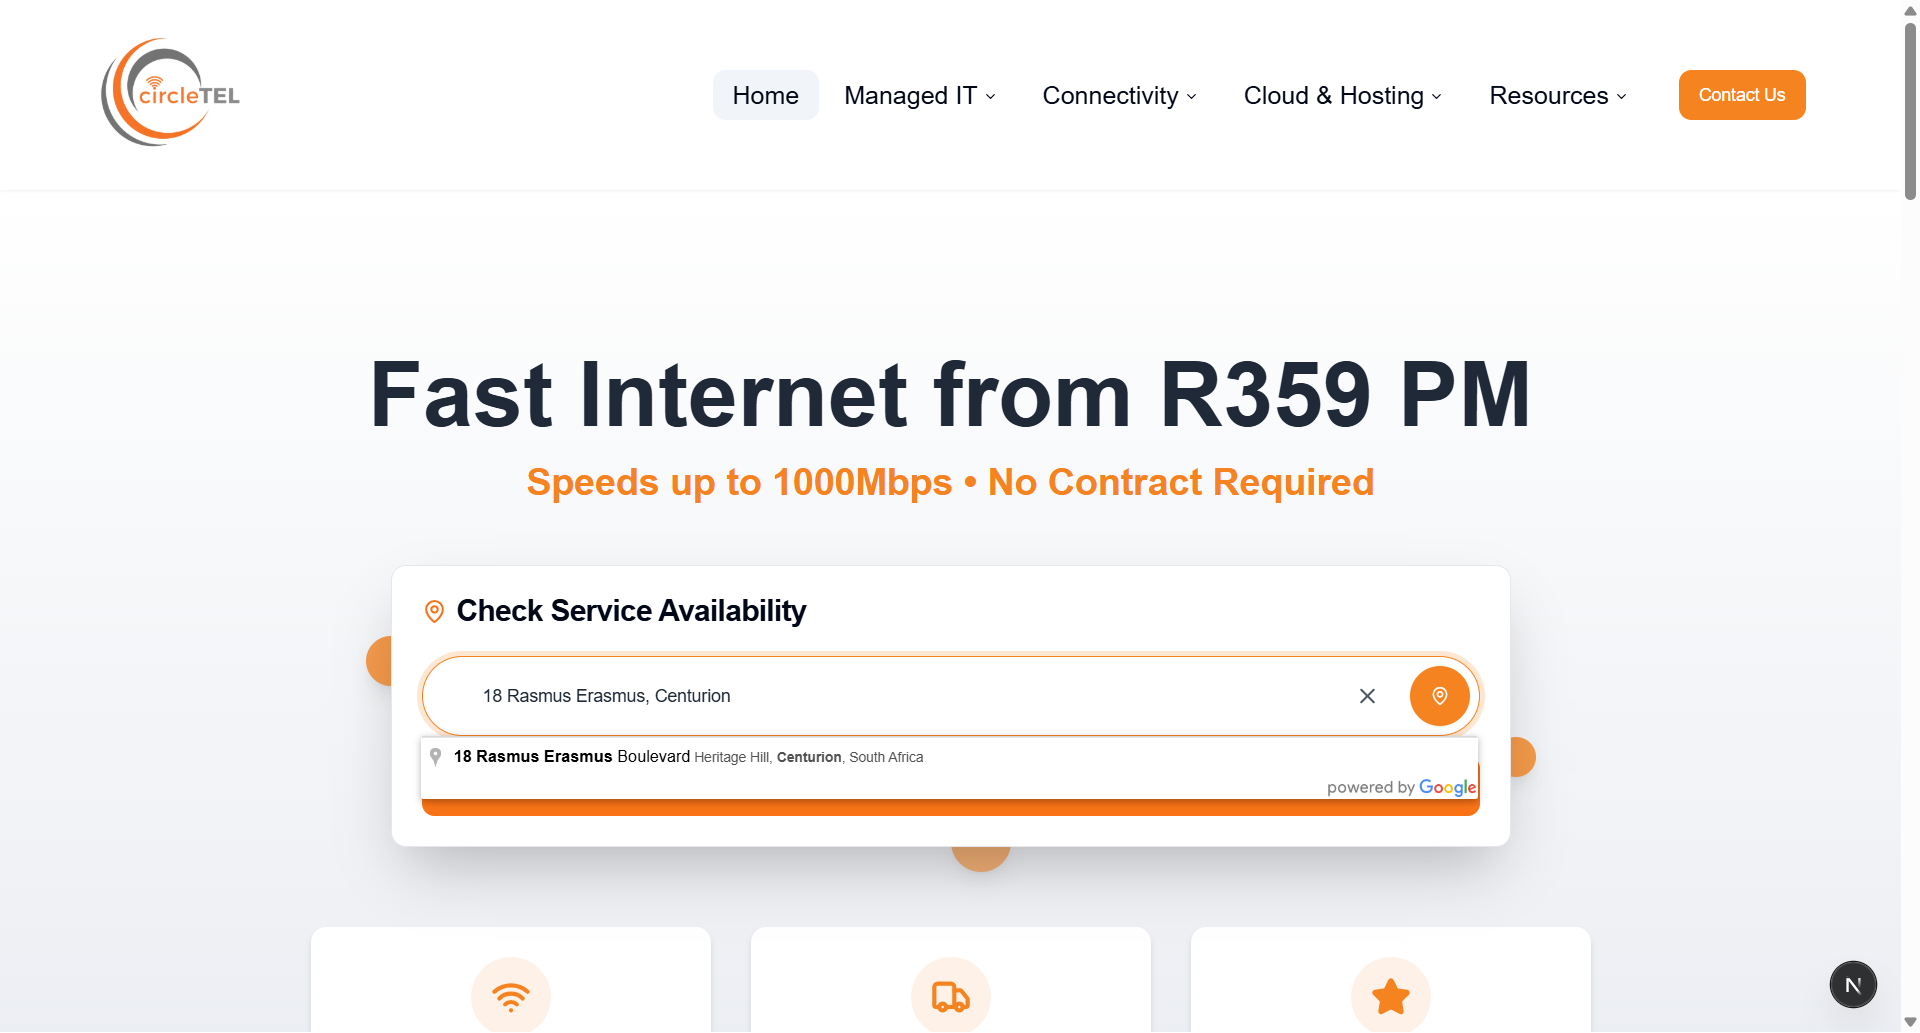 circleTEL
Home
Managed IT
Connectivity
Cloud & Hosting
Resources
Contact Us
Fast Internet from R359 PM
Speeds up to 1000Mbps • No Contract Required
Check Service Availability
18 Rasmus Erasmus, Centurion
18 Rasmus Erasmus Boulevard Heritage Hill, Centurion, South Africa
powered by Google
N